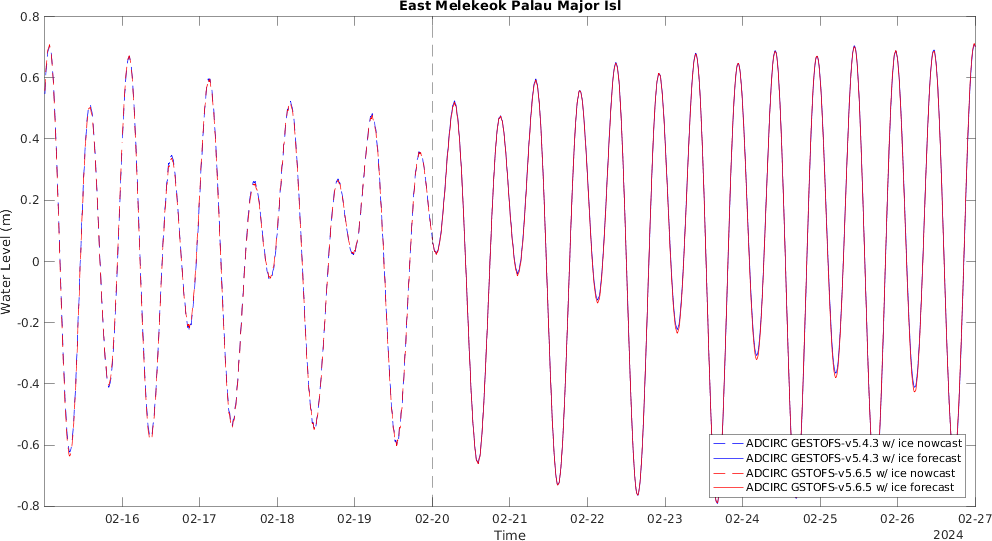 East Melekeok Palau Major Isl
0.8
0.6
0.4
0.2
0
-0.2
-0.4
-0.6
-0.8
Water Level (m)
ADCIRC GESTOFS-v5.4.3 w/ ice nowcast
ADCIRC GESTOFS-v5.4.3 w/ ice forecast
ADCIRC GSTOFS-v5.6.5 w/ ice nowcast
ADCIRC GSTOFS-v5.6.5 w/ ice forecast
02-16 02-17 02-18 02-19 02-20 02-21 02-22 02-23 02-24 02-25 02-26 02-27
Time
2024